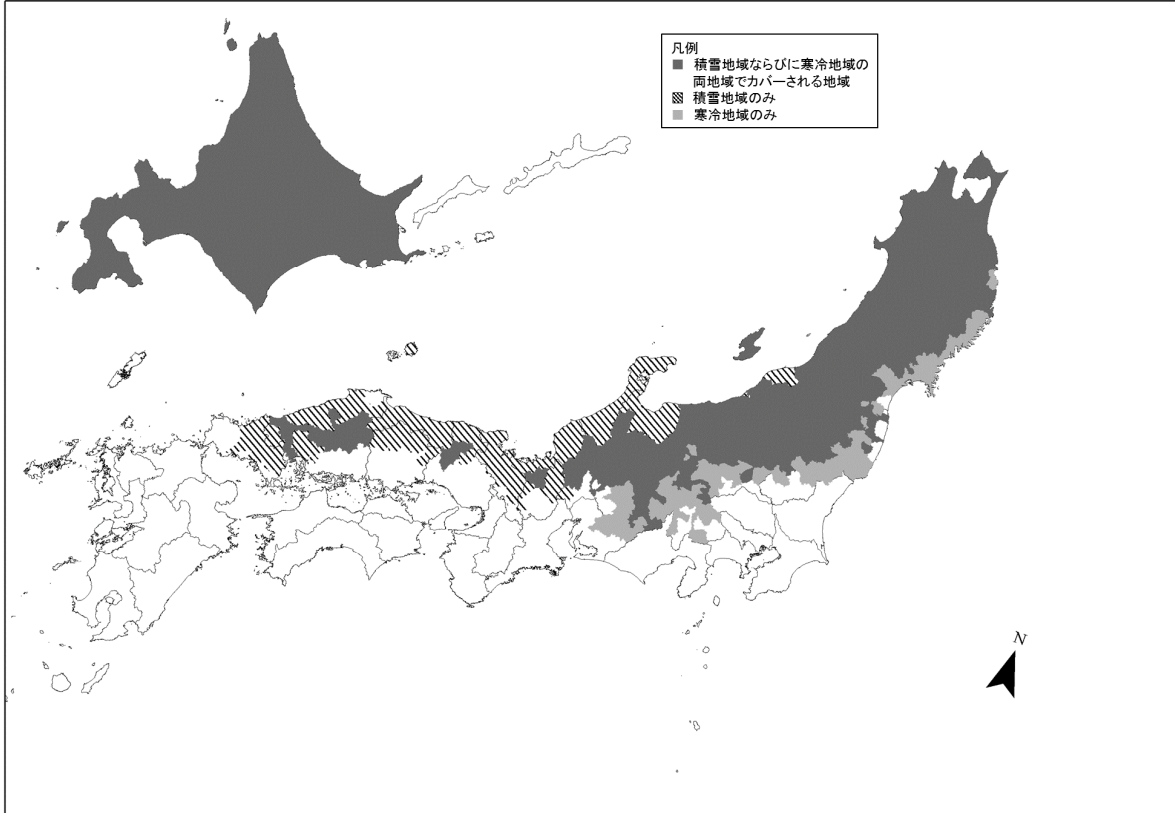 凡例
積雪地域ならびに寒冷地域の
両地域でカバーされる地域
積雪地域のみ
寒冷地域のみ
N